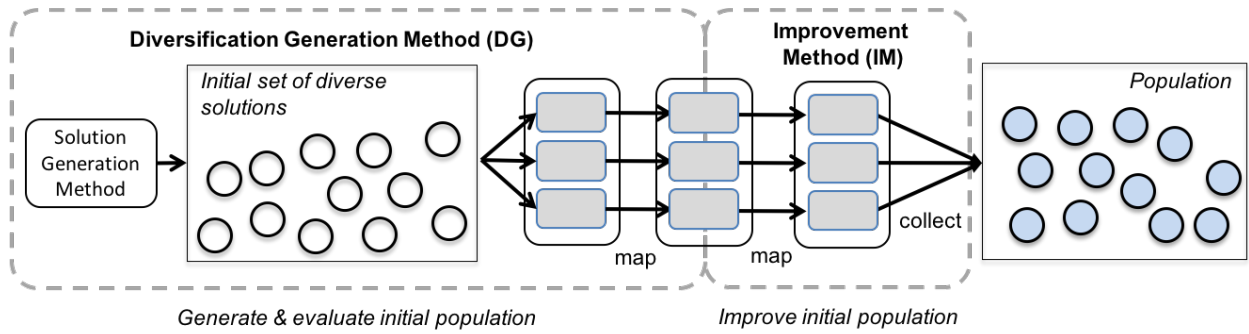 Diversification Generation Method (DG)
Improvement
Method (IM)
Initial set of diverse
solutions
Population
Solution
Generation
Method
collect
map
map
Generate & evaluate initial population
Improve initial population